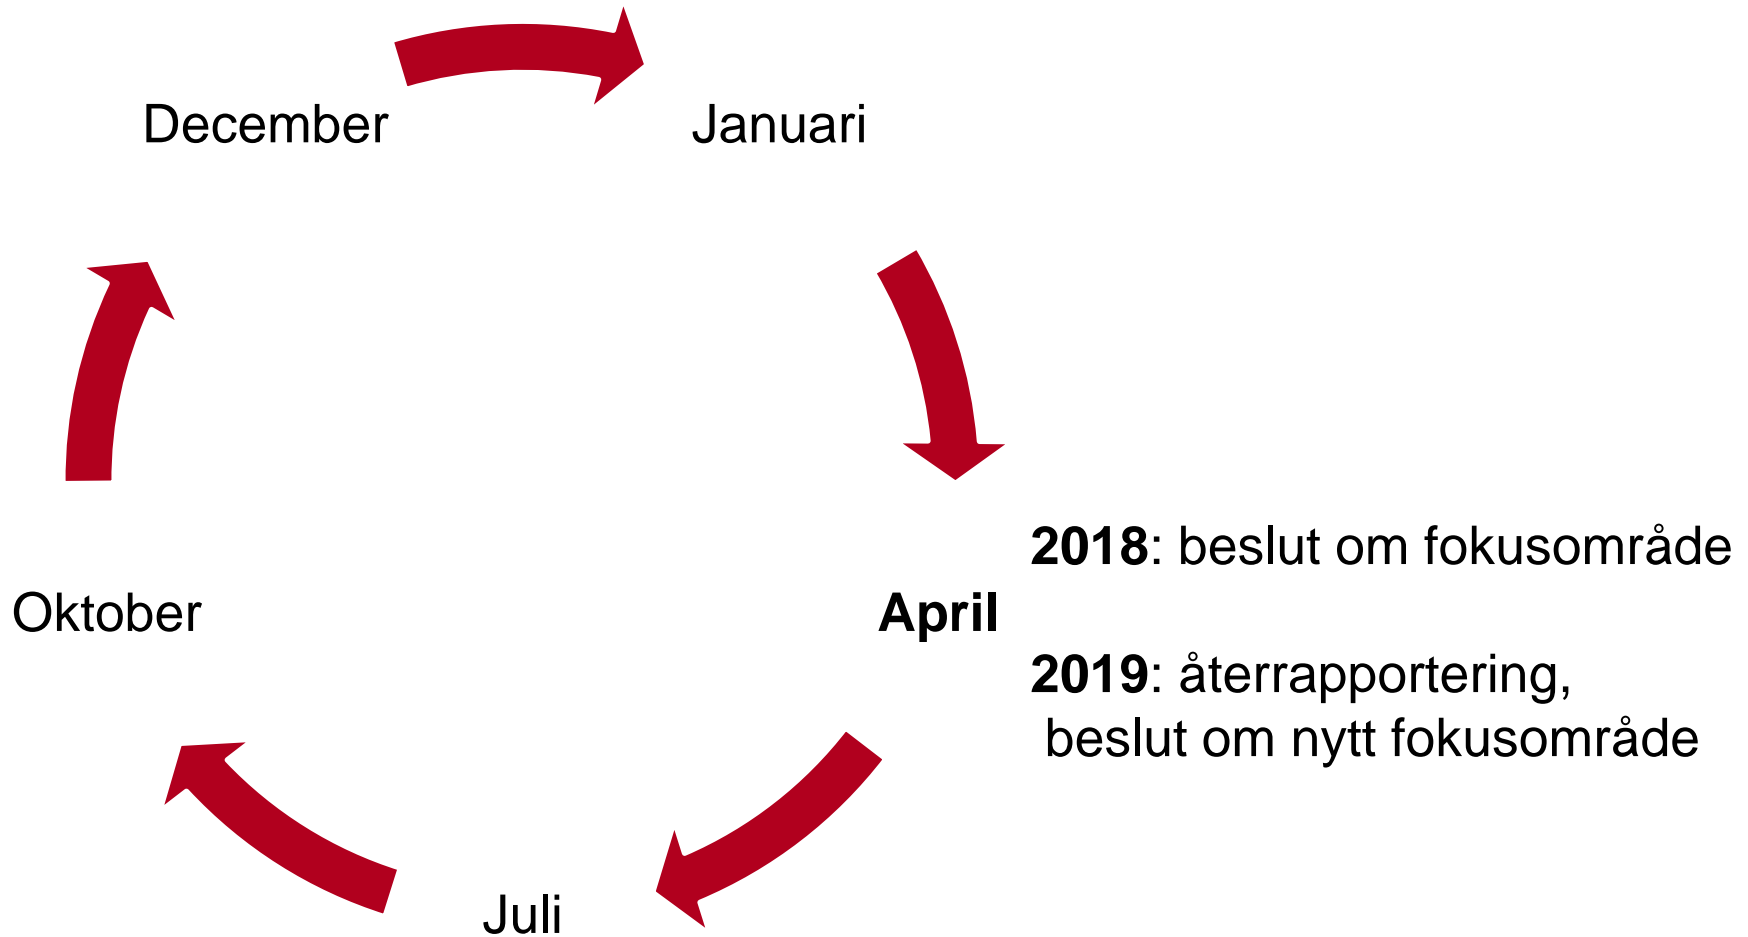 December
Januari
2018: beslut om fokusområde
Oktober
April
2019: återrapportering,
beslut om nytt fokusområde
Juli